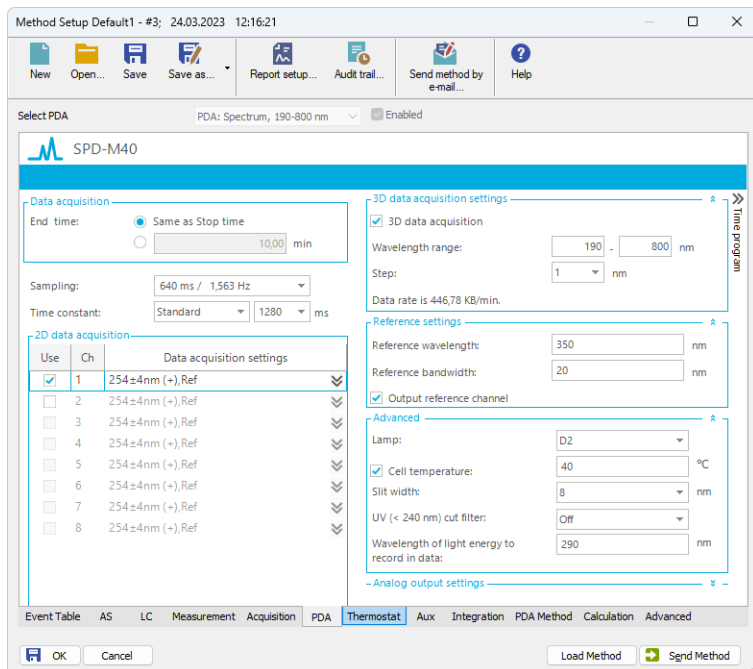 Method Setup Default1 - #3;  24.03.2023  12:16:21
New Open... Save Save as... Report setup... Audit trail... Send method by e-mail... Help
Select PDA PDA: Spectrum, 190-800 nm Enabled
SPD-M40
Data acquisition
End time: Same as Stop time
10,00 min
Sampling: 640 ms /  1,563 Hz
Time constant: Standard 1280 ms
2D data acquisition
Use Ch Data acquisition settings
1 254±4nm (+),Ref
2 254±4nm (+),Ref
3 254±4nm (+),Ref
4 254±4nm (+),Ref
5 254±4nm (+),Ref
6 254±4nm (+),Ref
7 254±4nm (+),Ref
8 254±4nm (+),Ref
3D data acquisition settings
3D data acquisition
Wavelength range: 190 - 800 nm
Step: 1 nm
Data rate is 446,78 KB/min.
Reference settings
Reference wavelength: 350 nm
Reference bandwidth: 20 nm
Output reference channel
Advanced
Lamp: D2
Cell temperature: 40 °C
Slit width: 8 nm
UV (< 240 nm) cut filter: Off
Wavelength of light energy to
record in data: 290 nm
Analog output settings
Time program
Event Table AS LC Measurement Acquisition PDA Thermostat Aux Integration PDA Method Calculation Advanced
OK Cancel Load Method Send Method